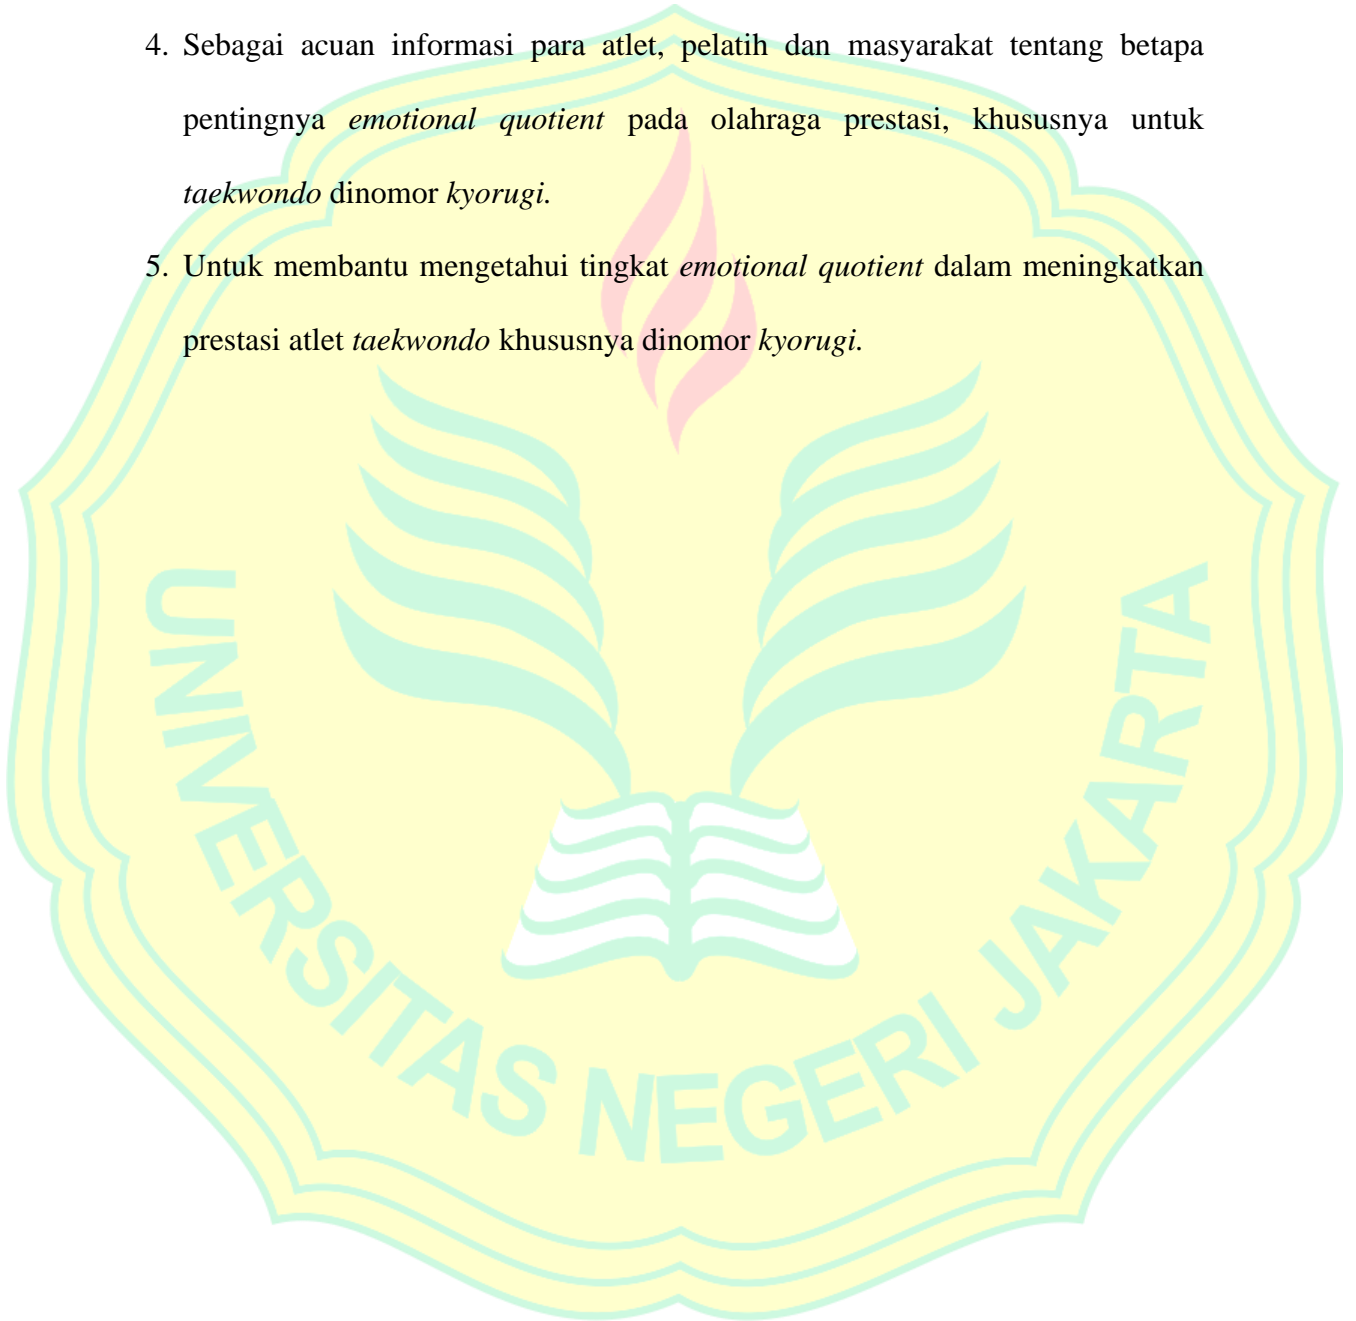 4. Sebagai acuan informasi para atlet, pelatih dan masyarakat tentang betapa
pentingnya emotional quotient pada olahraga prestasi, khususnya untuk
taekwondo dinomor kyorugi.
5. Untuk membantu mengetahui tingkat emotional quotient dalam meningkatkan
prestasi atlet taekwondo khususnya dinomor kyorugi.
UNIVERSITAS NEGERI JAKARTA